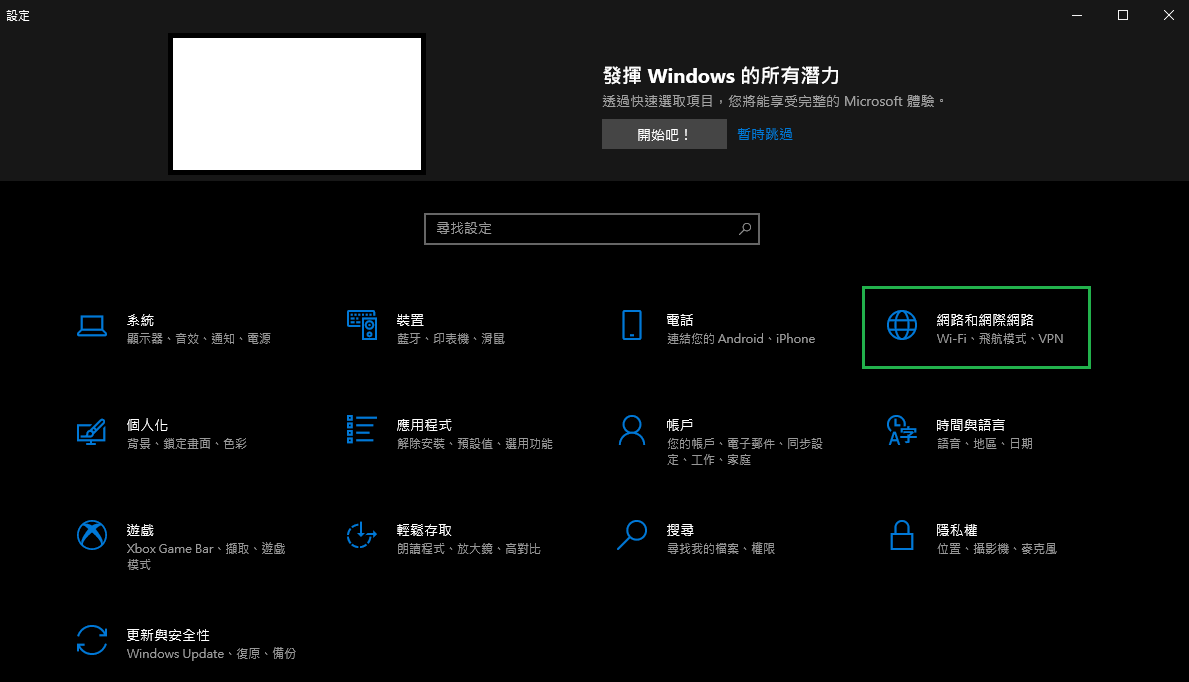 設定
發揮 Windows 的所有潛力
透過快速選取項目，您將能享受完整的 Microsoft 體驗。
開始吧！
暫時跳過
尋找設定
系統
顯示器、音效、通知、電源
裝置
藍牙、印表機、滑鼠
電話
連結您的 Android、iPhone
網路和網際網路
Wi-Fi、飛航模式、VPN
個人化
背景、鎖定畫面、色彩
應用程式
解除安裝、預設值、選用功能
帳戶
您的帳戶、電子郵件、同步設
定、工作、家庭
時間與語言
語音、地區、日期
遊戲
Xbox Game Bar、擷取、遊戲
模式
輕鬆存取
朗讀程式、放大鏡、高對比
搜尋
尋找我的檔案、權限
隱私權
位置、攝影機、麥克風
更新與安全性
Windows Update、復原、備份